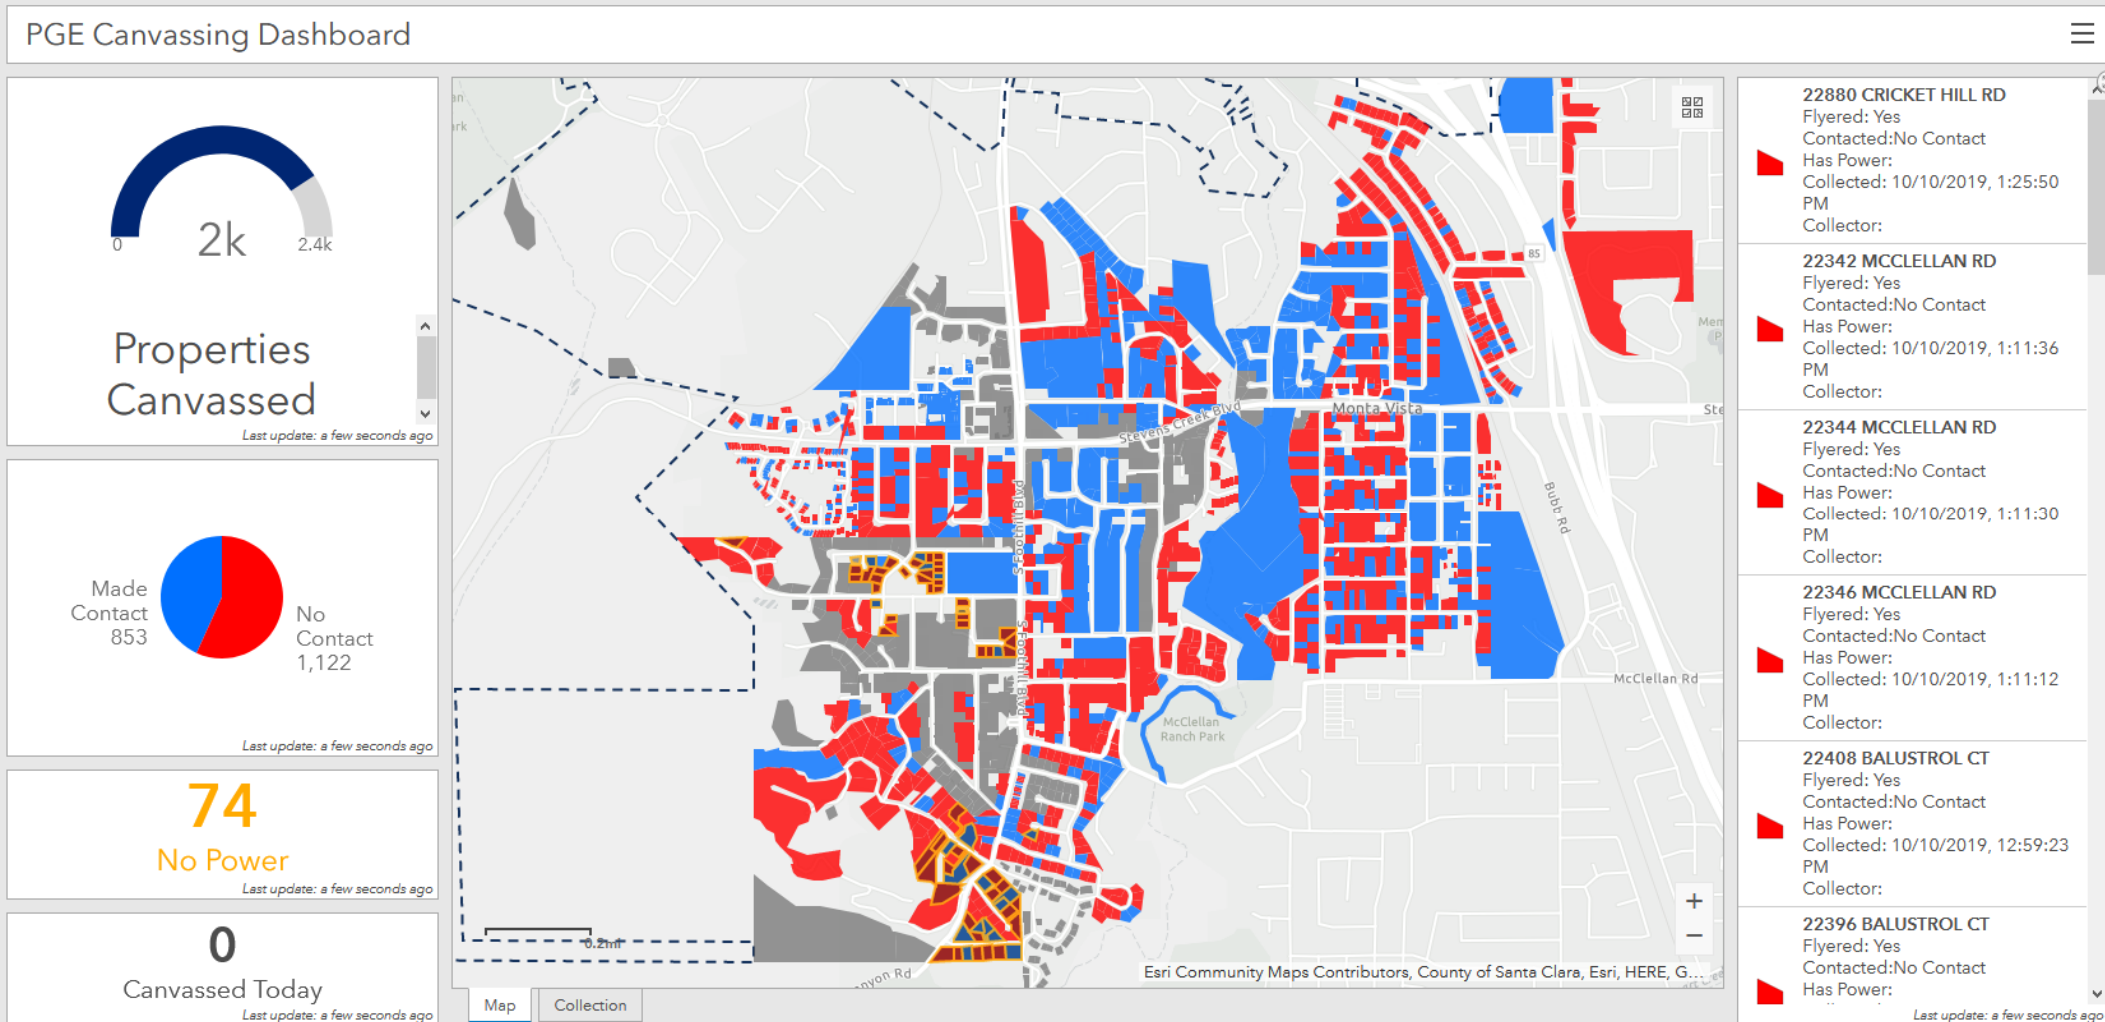 PGE Canvassing Dashboard
2k
0
2.4k
Properties
Canvassed
Last update: a few seconds ago
Made
Contact
853
No
Contact
1,122
Last update: a few seconds ago
74
No Power
Last update: a few seconds ago
0
Canvassed Today
Last update: a few seconds ago
ark
85
Mem
P
Monta Vista
Ste
Stevens Creek Blvd
S Foothill Blvd
Bubb Rd
S Foothill Blvd
McClellan Rd
McClellan
Ranch Park
0.2mi
nyon Rd
+
−
Esri Community Maps Contributors, County of Santa Clara, Esri, HERE, G...
Map
Collection
22880 CRICKET HILL RD
Flyered: Yes
Contacted:No Contact
Has Power:
Collected: 10/10/2019, 1:25:50
PM
Collector:
22342 MCCLELLAN RD
Flyered: Yes
Contacted:No Contact
Has Power:
Collected: 10/10/2019, 1:11:36
PM
Collector:
22344 MCCLELLAN RD
Flyered: Yes
Contacted:No Contact
Has Power:
Collected: 10/10/2019, 1:11:30
PM
Collector:
22346 MCCLELLAN RD
Flyered: Yes
Contacted:No Contact
Has Power:
Collected: 10/10/2019, 1:11:12
PM
Collector:
22408 BALUSTROL CT
Flyered: Yes
Contacted:No Contact
Has Power:
Collected: 10/10/2019, 12:59:23
PM
Collector:
22396 BALUSTROL CT
Flyered: Yes
Contacted:No Contact
Has Power:
Last update: a few seconds ago